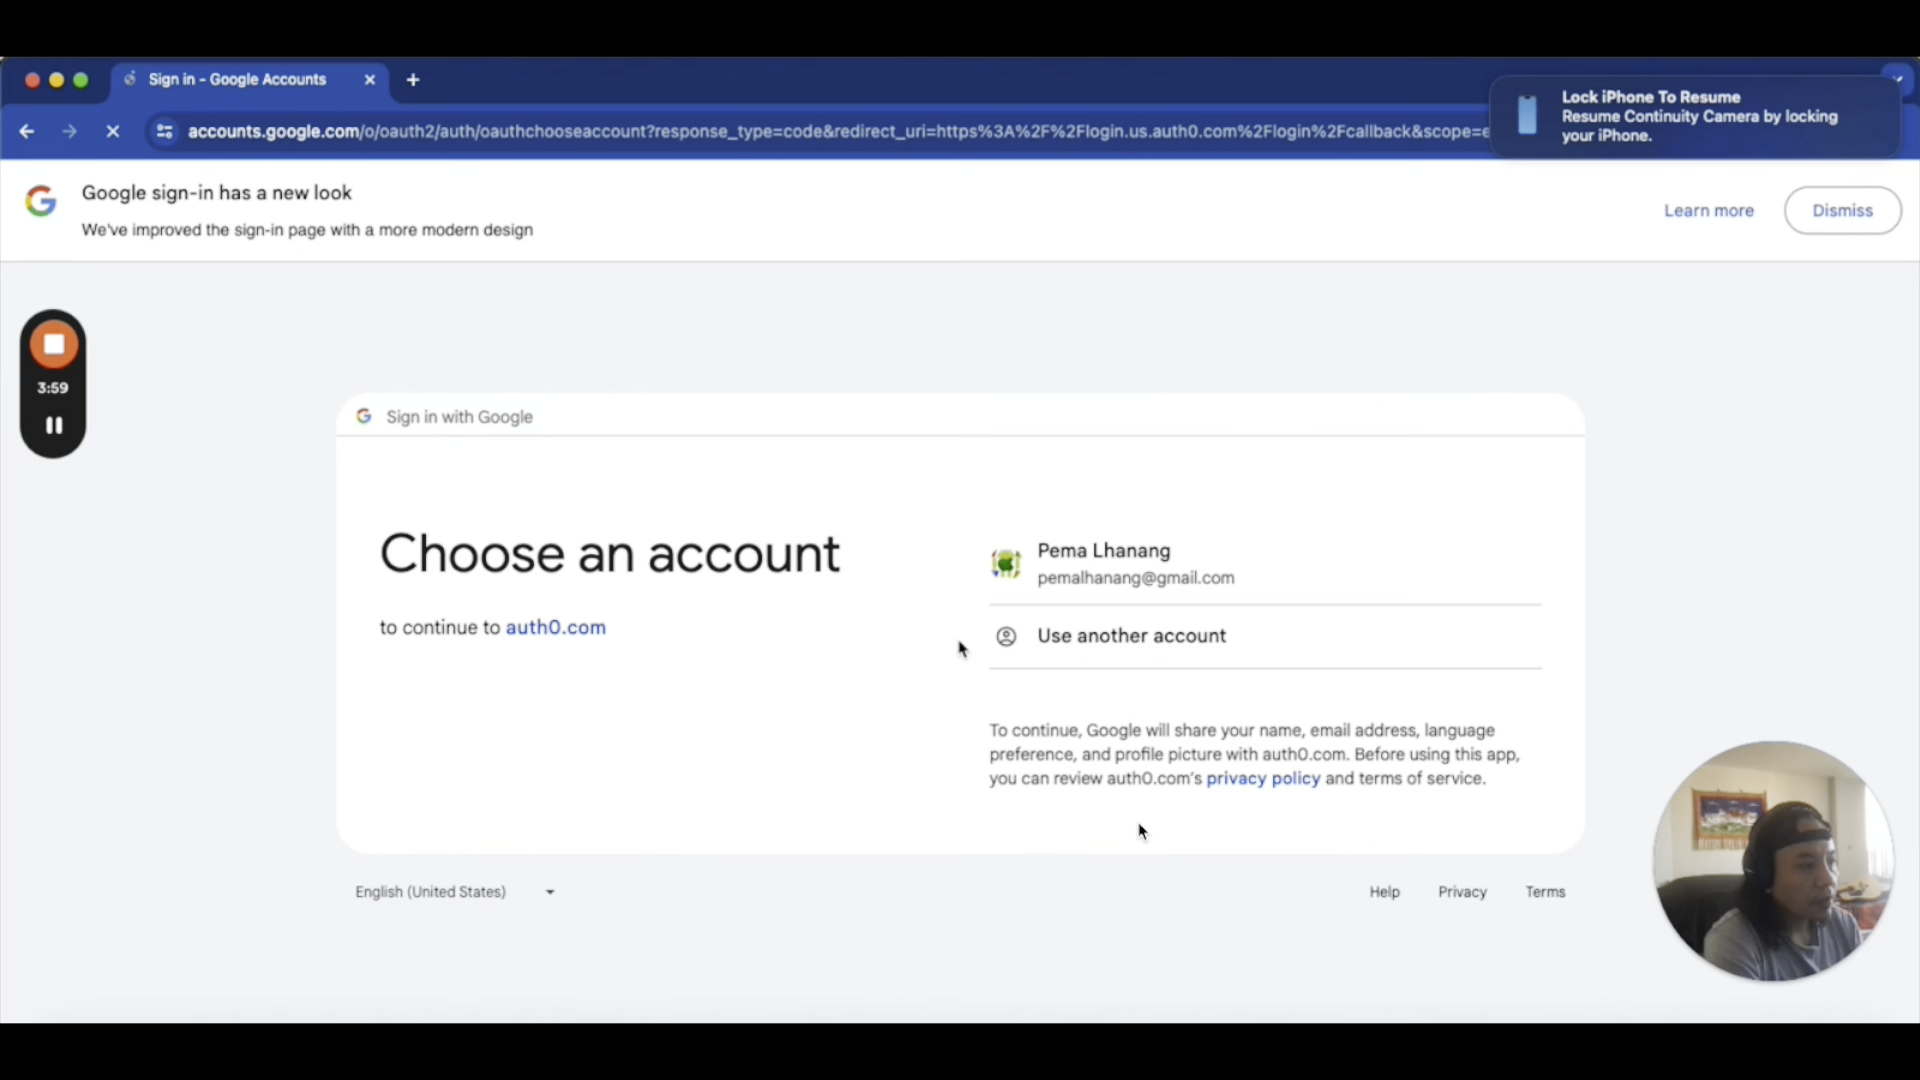 Sign in - Google Accounts
Lock iPhone To Resume
Resume Continuity Camera by locking
your iPhone.
accounts.google.com/o/oauth2/auth/oauthchooseaccount?response_type=code&redirect_uri=https%3A%2F%2Flogin.us.auth0.com%2Flogin%2Fcallback&scope=e
Google sign-in has a new look
We've improved the sign-in page with a more modern design
Learn more
Dismiss
3:59
Sign in with Google
Choose an account
to continue to auth0.com
Pema Lhanang
pemalhanang@gmail.com
Use another account
To continue, Google will share your name, email address, language
preference, and profile picture with auth0.com. Before using this app,
you can review auth0.com's privacy policy and terms of service.
English (United States)
Help
Privacy
Terms